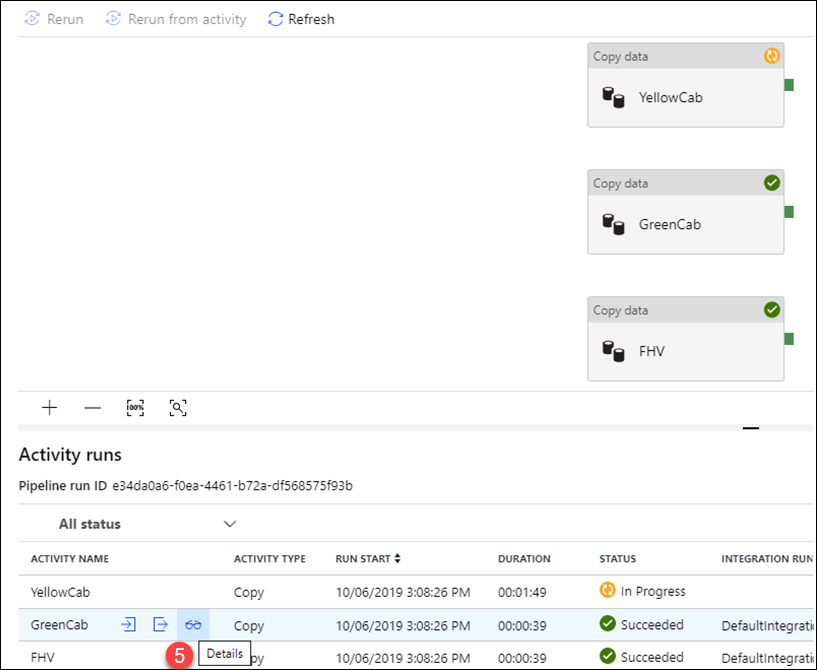 Rerun Rerun from activity Refresh
Copy data
YellowCab
Copy data
GreenCab
Copy data
FHV
100%
Activity runs
Pipeline run ID e34da0a6-f0ea-4461-b72a-df568575f93b
All status
ACTIVITY NAME ACTIVITY TYPE RUN START DURATION STATUS INTEGRATION RUN
YellowCab Copy 10/06/2019 3:08:26 PM 00:01:49 In Progress
GreenCab Copy 10/06/2019 3:08:26 PM 00:00:39 Succeeded DefaultIntegrati
FHV 5 Details py 10/06/2019 3:08:26 PM 00:00:39 Succeeded DefaultIntegrati